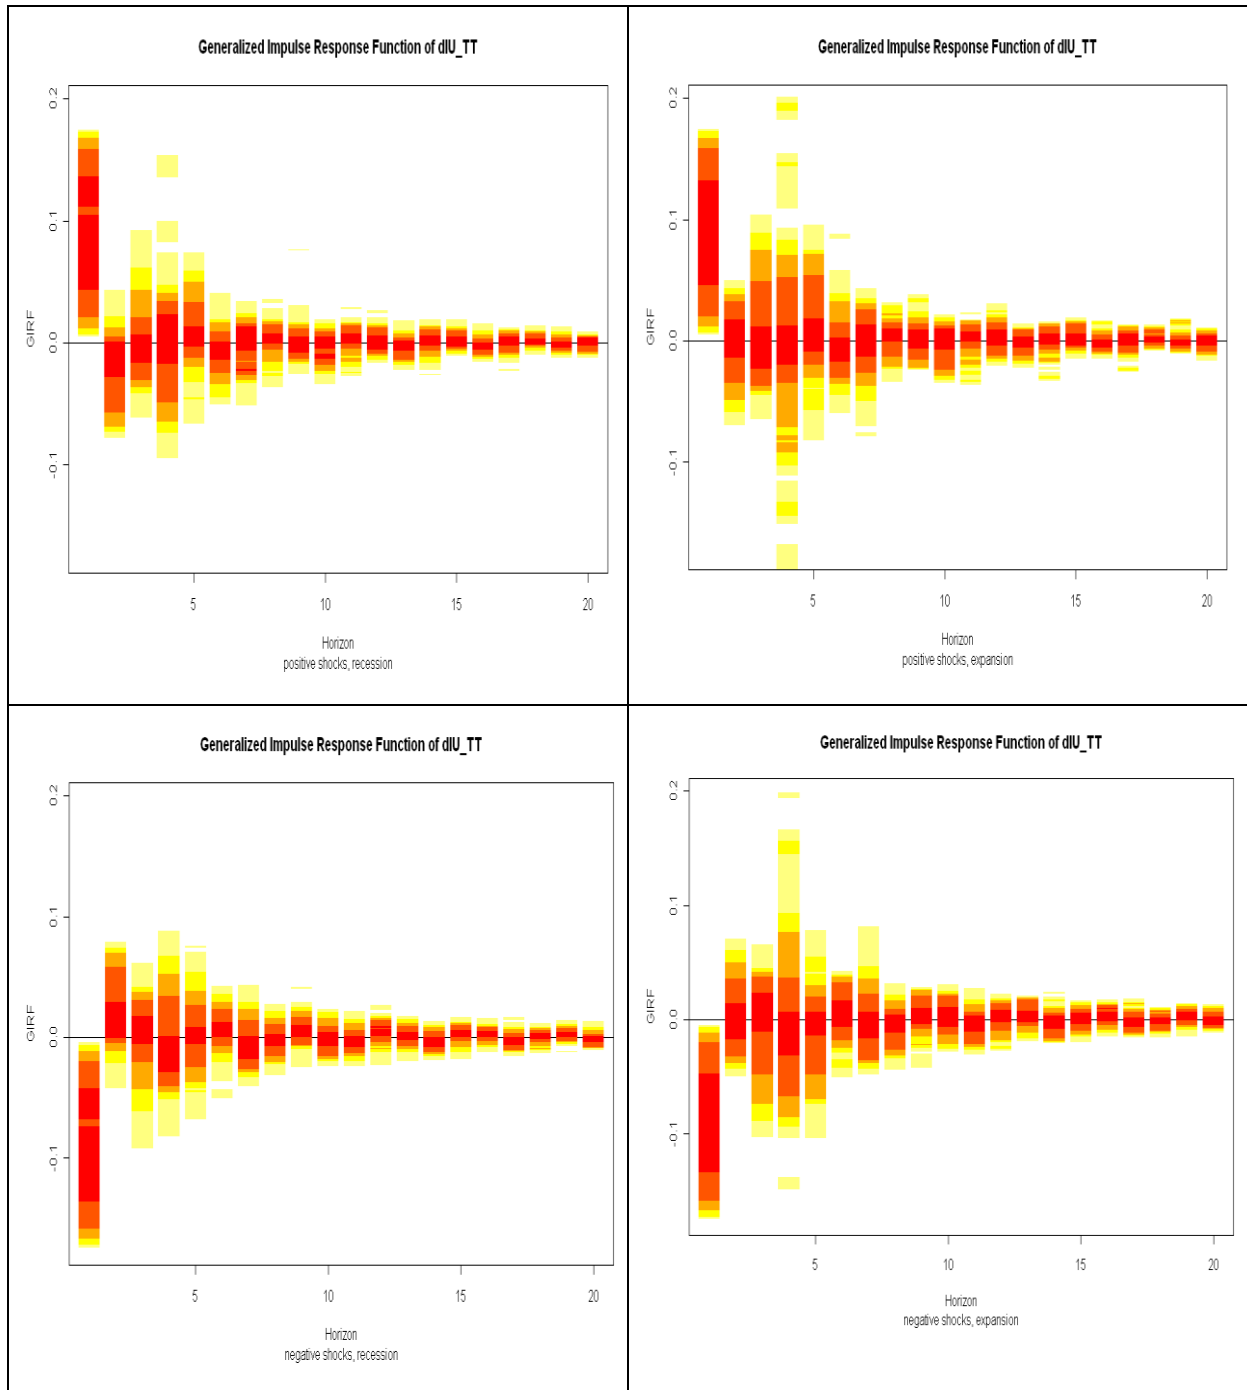 Generalized Impulse Response Function of dIU_TT
0.2
0.1
0.0
-0.1
GIRF
5
10
15
20
Horizon
positive shocks, recession
Generalized Impulse Response Function of dIU_TT
0.2
0.1
0.0
-0.1
GIRF
5
10
15
20
Horizon
positive shocks, expansion
Generalized Impulse Response Function of dIU_TT
0.2
0.1
0.0
-0.1
GIRF
5
10
15
20
Horizon
negative shocks, recession
Generalized Impulse Response Function of dIU_TT
0.2
0.1
0.0
-0.1
GIRF
5
10
15
20
Horizon
negative shocks, expansion